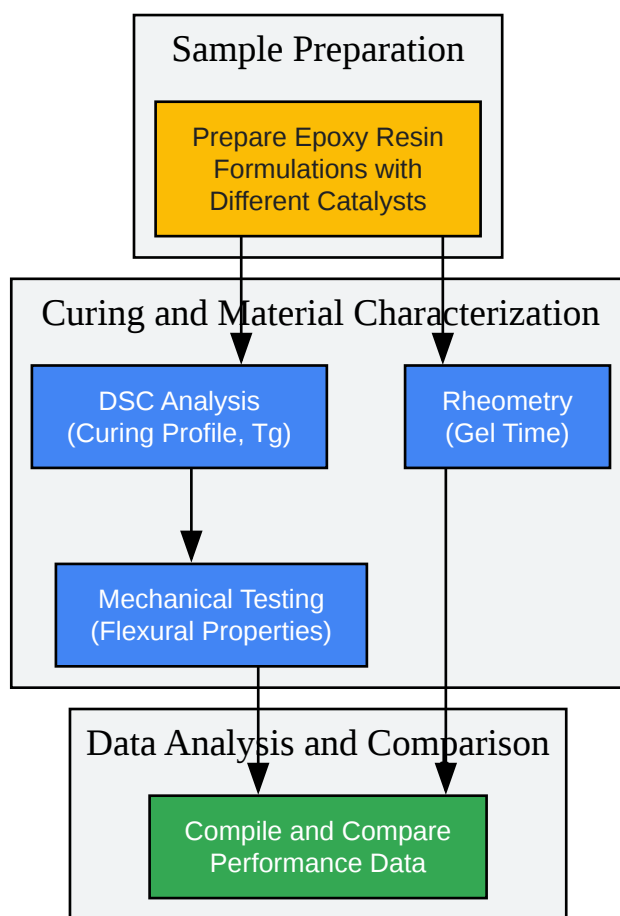 Sample Preparation
Prepare Epoxy Resin
Formulations with
Different Catalysts
Curing and Material Characterization
DSC Analysis
(Curing Profile, Tg)
Rheometry
(Gel Time)
Mechanical Testing
(Flexural Properties)
Data Analysis and Comparison
Compile and Compare
Performance Data